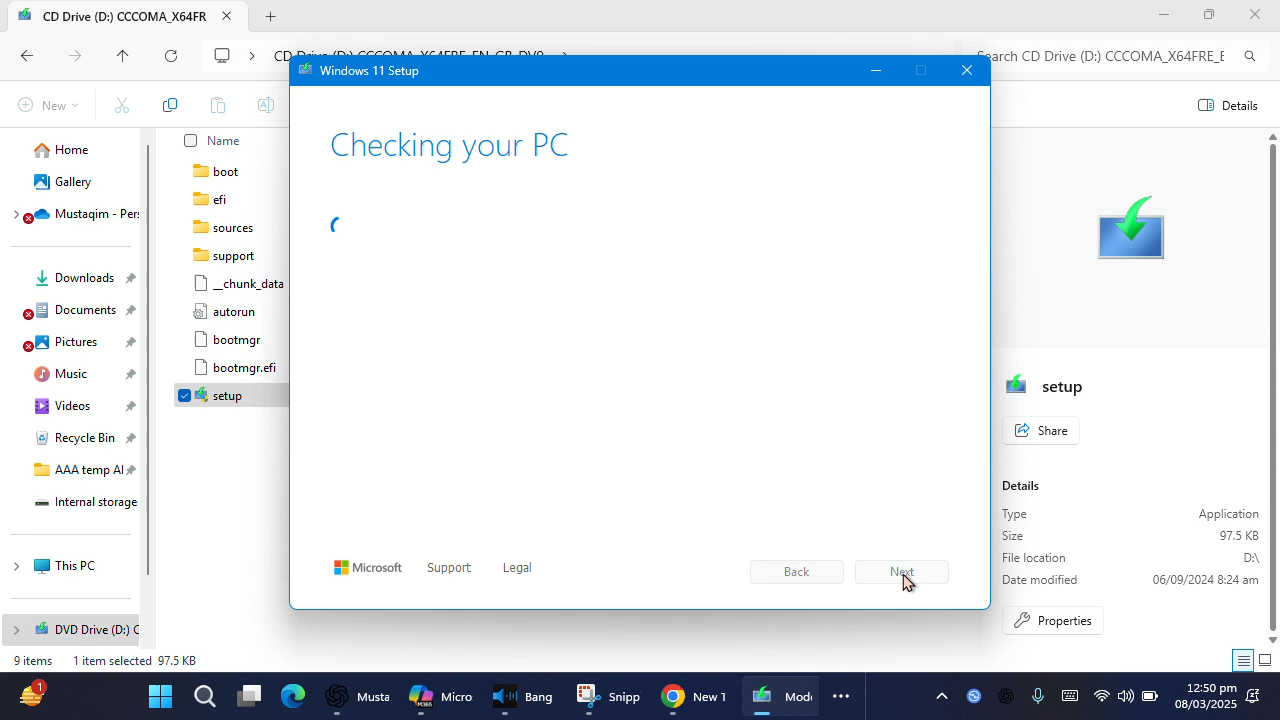 CD Drive (D:) CCCOMA_X64FR
Search CD Drive (D:) CCCOMA_X64FRE_E
Windows 11 Setup
New
Details
Checking your PC
Home
Gallery
Mustaqim - Pers
Downloads
Documents
Pictures
Music
Videos
Recycle Bin
AAA temp Al
Internal storage
This PC
DVD Drive (D:) C
Name
boot
efi
sources
support
__chunk_data
autorun
bootmgr
bootmgr.efi
setup
Microsoft
Support
Legal
Back
Next
setup
Share
Details
Type Application
Size 97.5 KB
File location D:\
Date modified 06/09/2024 8:24 am
Properties
9 items 1 item selected 97.5 KB
1
Musta
M365
Micro
Bang
Snipp
New 1
12:50 pm
08/03/2025